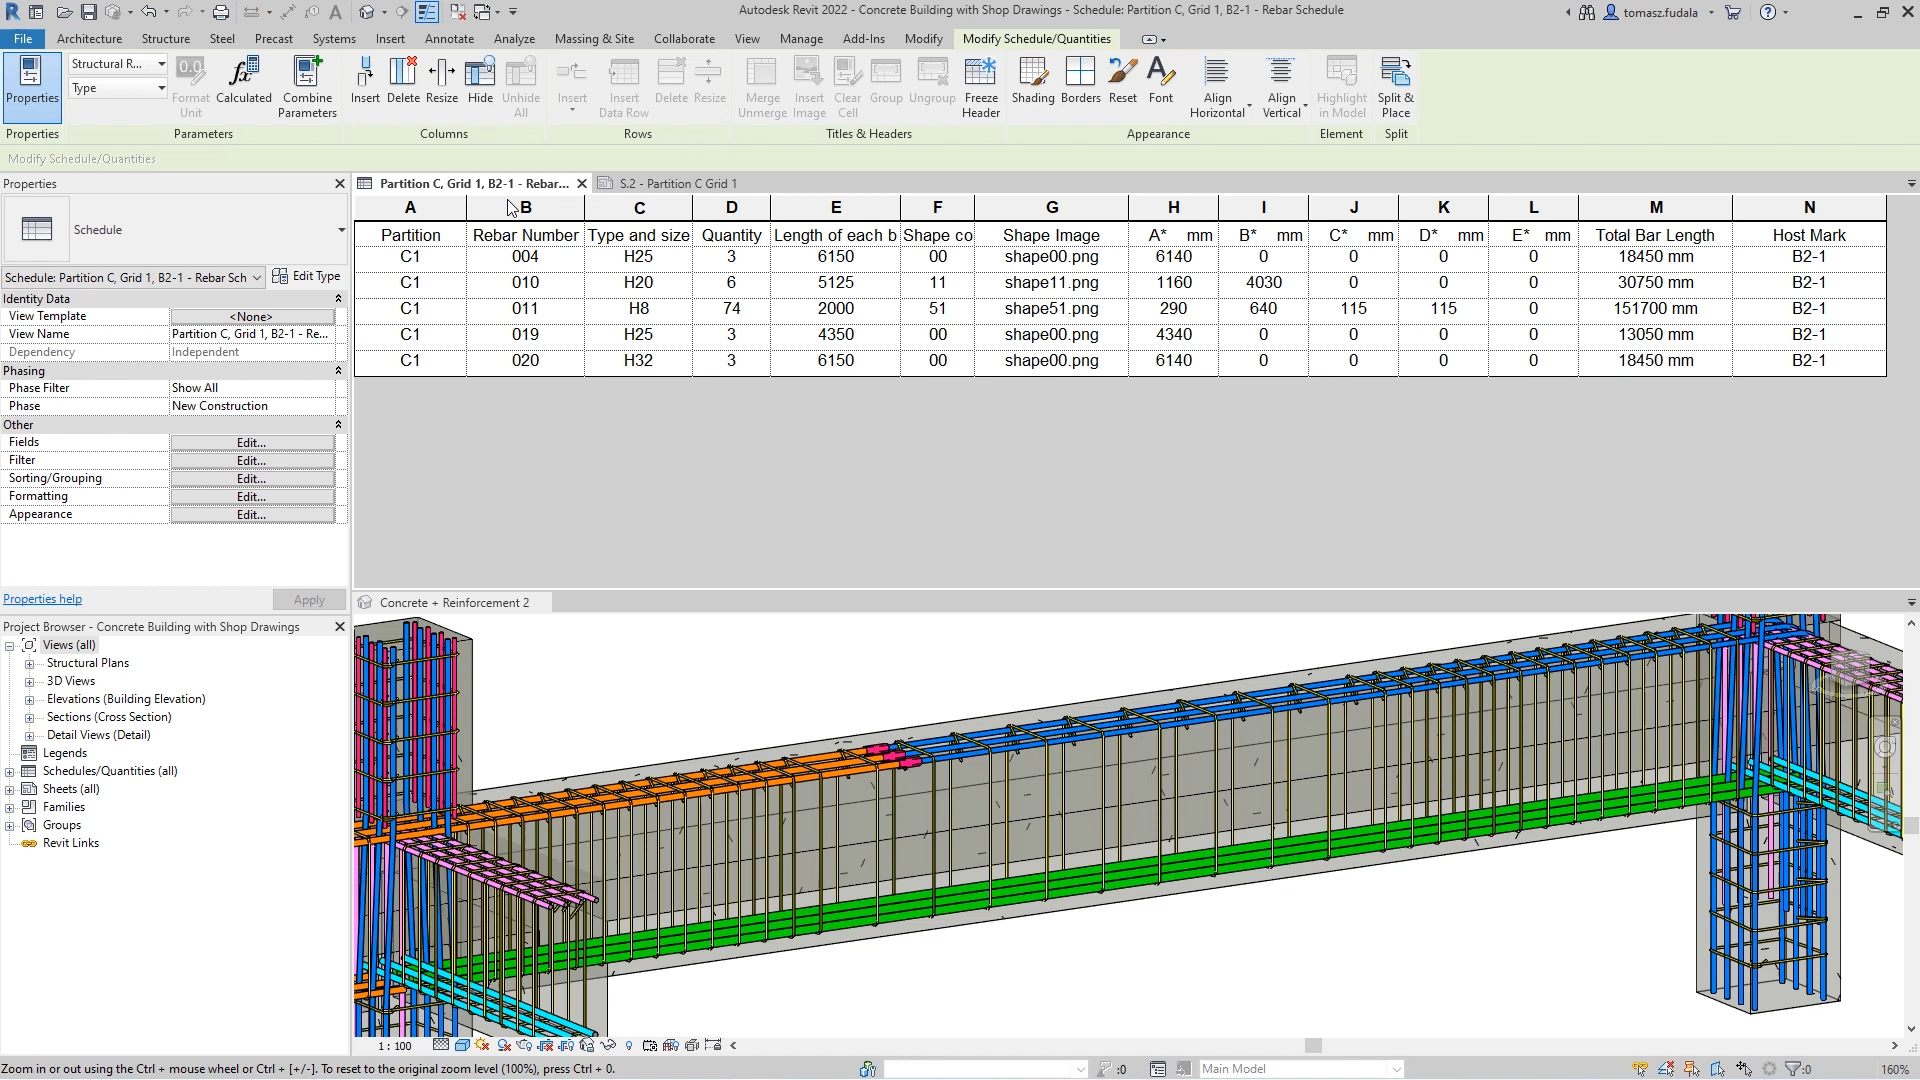 Autodesk Revit 2022 - Concrete Building with Shop Drawings - Schedule: Partition C, Grid 1, B2-1 - Rebar Schedule
tomasz.fudala
File Architecture Structure Steel Precast Systems Insert Annotate Analyze Massing & Site Collaborate View Manage Add-Ins Modify Modify Schedule/Quantities
Properties
Structural R...
Type
Format Unit
Calculated
Combine Parameters
Insert Delete Resize Hide Unhide All
Insert
Insert Data Row
Delete Resize
Merge Unmerge
Insert Image
Clear Cell
Group Ungroup
Freeze Header
Shading Borders Reset Font
Align Horizontal
Align Vertical
Highlight in Model
Split & Place
Properties Parameters Columns Rows Titles & Headers Appearance Element Split
Modify Schedule/Quantities
Properties
Schedule
Schedule: Partition C, Grid 1, B2-1 - Rebar Sch Edit Type
Identity Data
View Template <None>
View Name Partition C, Grid 1, B2-1 - Re...
Dependency Independent
Phasing
Phase Filter Show All
Phase New Construction
Other
Fields Edit...
Filter Edit...
Sorting/Grouping Edit...
Formatting Edit...
Appearance Edit...
Properties help Apply
Project Browser - Concrete Building with Shop Drawings
Views (all)
Structural Plans
3D Views
Elevations (Building Elevation)
Sections (Cross Section)
Detail Views (Detail)
Legends
Schedules/Quantities (all)
Sheets (all)
Families
Groups
Revit Links
Partition C, Grid 1, B2-1 - Rebar... S.2 - Partition C Grid 1
A B C D E F G H I J K L M N
Partition Rebar Number Type and size Quantity Length of each b Shape co Shape Image A* mm B* mm C* mm D* mm E* mm Total Bar Length Host Mark
C1 004 H25 3 6150 00 shape00.png 6140 0 0 0 0 18450 mm B2-1
C1 010 H20 6 5125 11 shape11.png 1160 4030 0 0 0 30750 mm B2-1
C1 011 H8 74 2000 51 shape51.png 290 640 115 115 0 151700 mm B2-1
C1 019 H25 3 4350 00 shape00.png 4340 0 0 0 0 13050 mm B2-1
C1 020 H32 3 6150 00 shape00.png 6140 0 0 0 0 18450 mm B2-1
Concrete + Reinforcement 2
1 : 100
Zoom in or out using the Ctrl + mouse wheel or Ctrl + [+/-]. To reset to the original zoom level (100%), press Ctrl + 0.
:0
Main Model
:0
160%